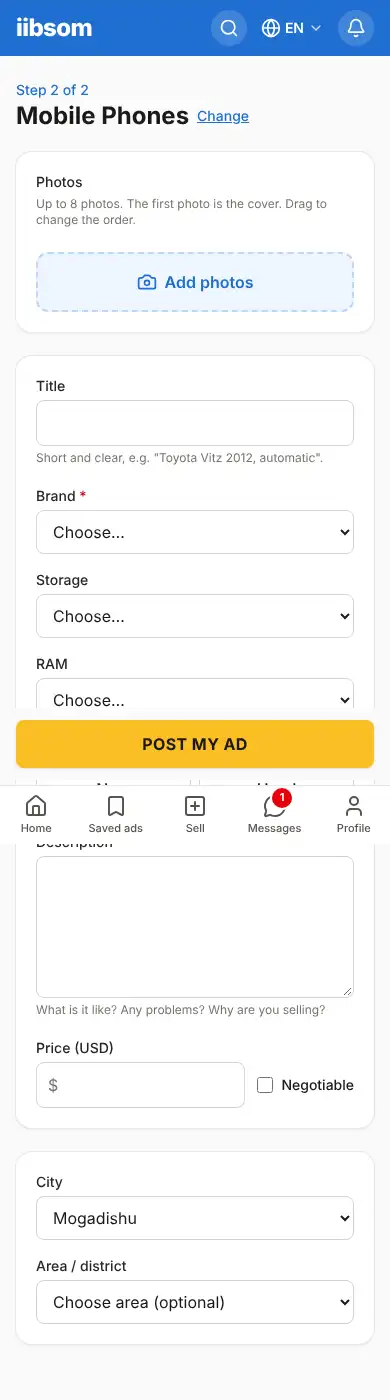 iibsom
EN
Step 2 of 2
Mobile Phones Change
Photos
Up to 8 photos. The first photo is the cover. Drag to
change the order.
Add photos
Title
Short and clear, e.g. "Toyota Vitz 2012, automatic".
Brand *
Choose...
Storage
Choose...
RAM
Choose...
POST MY AD
1
Home Saved ads Sell Messages Profile
Description
What is it like? Any problems? Why are you selling?
Price (USD)
$
Negotiable
City
Mogadishu
Area / district
Choose area (optional)